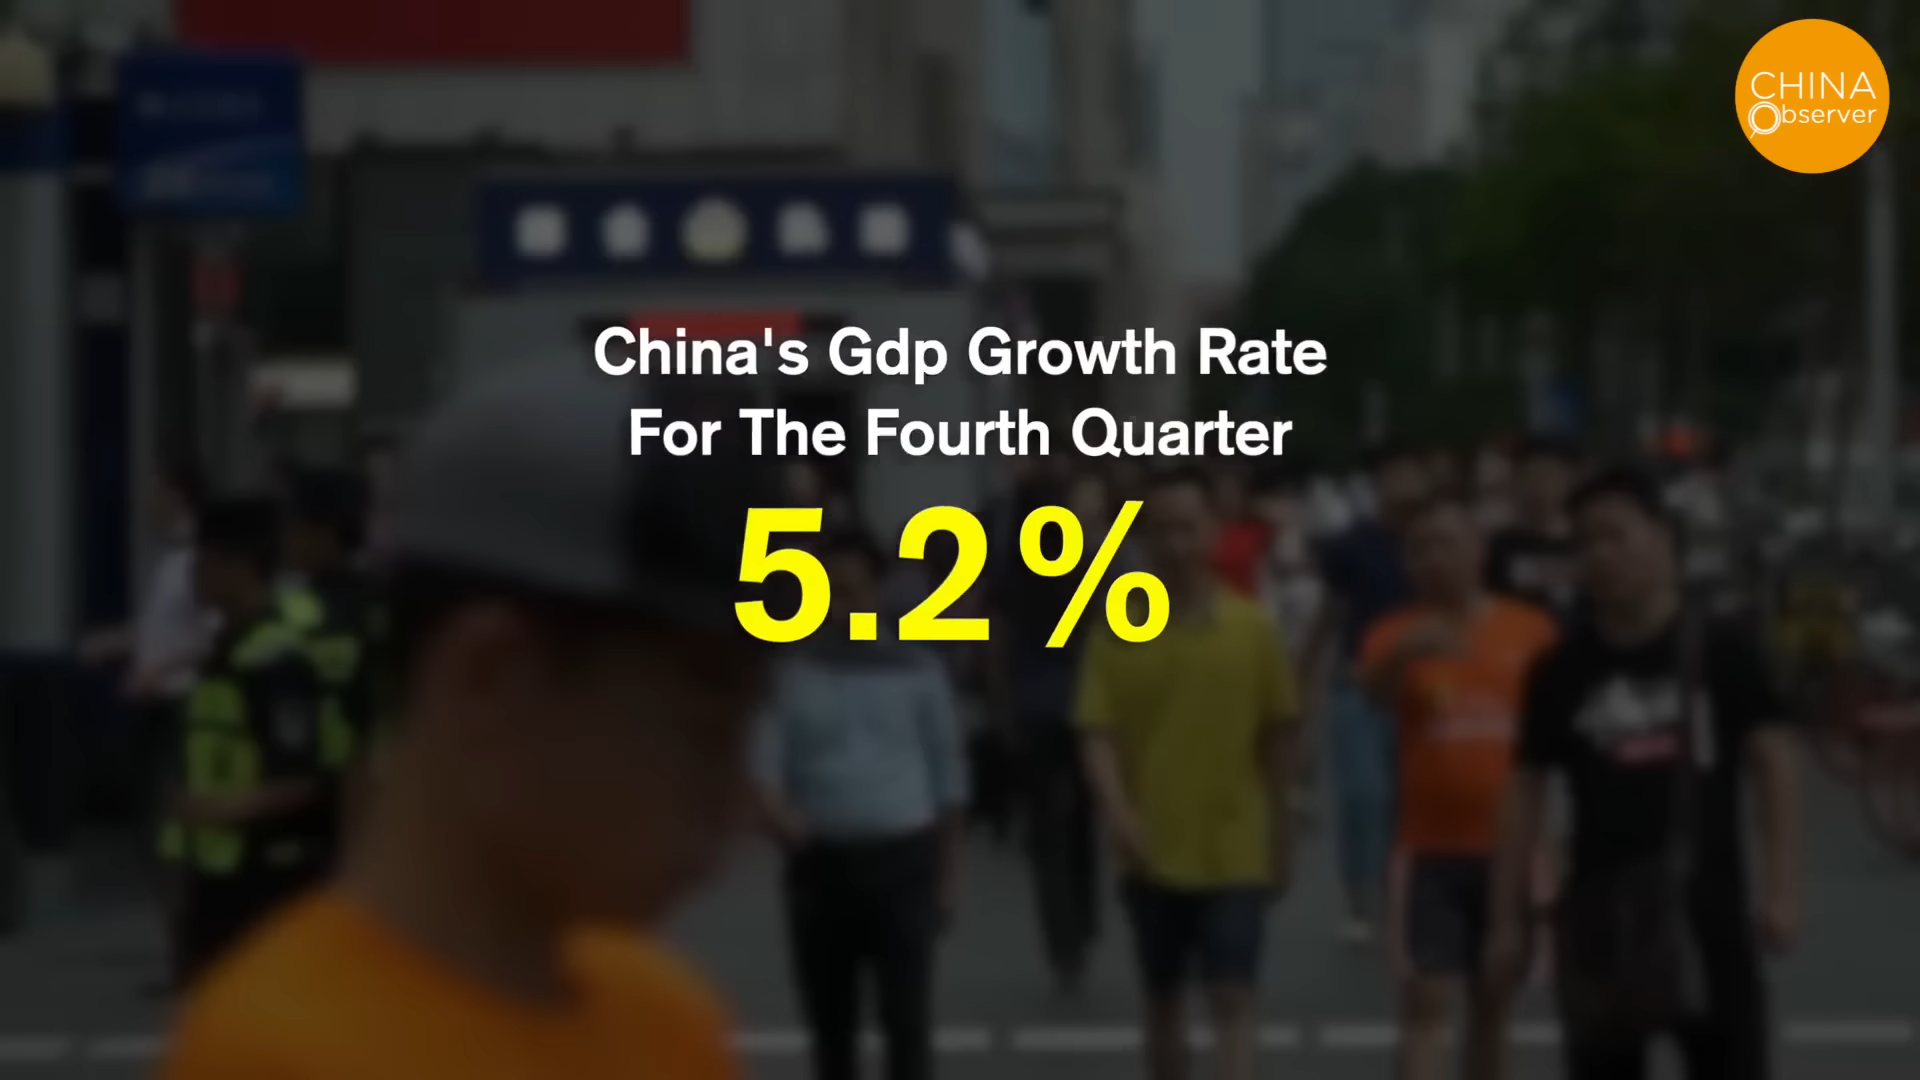 CHINA
Observer
China's Gdp Growth Rate
For The Fourth Quarter
5.2%